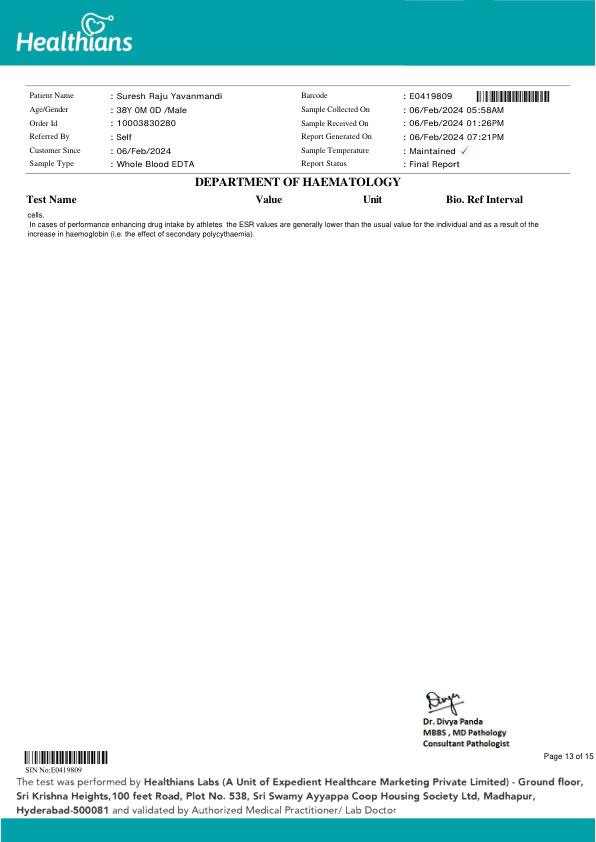 Healthians
Patient Name : Suresh Raju Yavanmandi Barcode : E0419809
Age/Gender : 38Y 0M 0D /Male Sample Collected On : 06/Feb/2024 05:58AM
Order Id : 10003830280 Sample Received On : 06/Feb/2024 01:26PM
Referred By : Self Report Generated On : 06/Feb/2024 07:21PM
Customer Since : 06/Feb/2024 Sample Temperature : Maintained ✓
Sample Type : Whole Blood EDTA Report Status : Final Report
DEPARTMENT OF HAEMATOLOGY
Test Name Value Unit Bio. Ref Interval
cells.
In cases of performance enhancing drug intake by athletes the ESR values are generally lower than the usual value for the individual and as a result of the
increase in haemoglobin (i.e. the effect of secondary polycythaemia).
Divya
Dr. Divya Panda
MBBS , MD Pathology
Consultant Pathologist
Page 13 of 15
SIN No:E0419809
The test was performed by Healthians Labs (A Unit of Expedient Healthcare Marketing Private Limited) - Ground floor,
Sri Krishna Heights,100 feet Road, Plot No. 538, Sri Swamy Ayyappa Coop Housing Society Ltd, Madhapur,
Hyderabad-500081 and validated by Authorized Medical Practitioner/ Lab Doctor